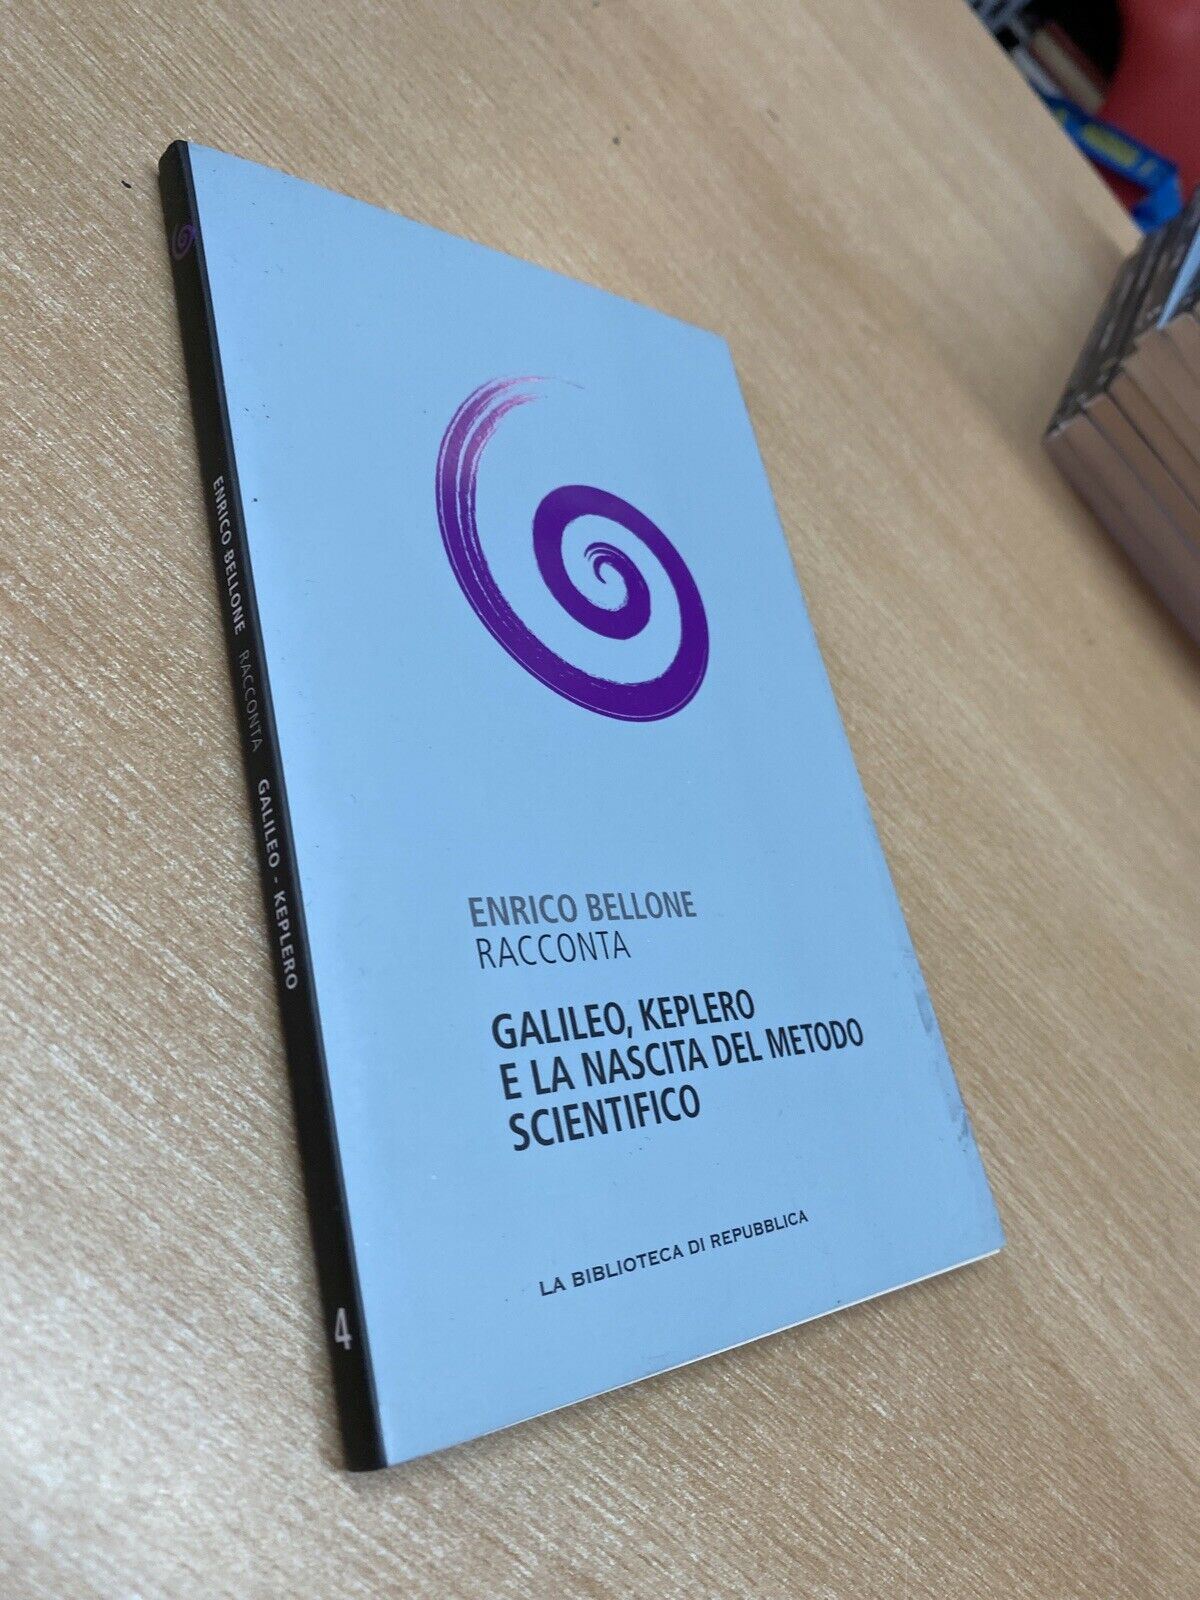 ENRICO BELLONE
RACCONTA
GALILEO, KEPLERO
E LA NASCITA DEL METODO
SCIENTIFICO
LA BIBLIOTECA DI REPUBBLICA
ENRICO BELLONE RACCONTA GALILEO - KEPLERO
4